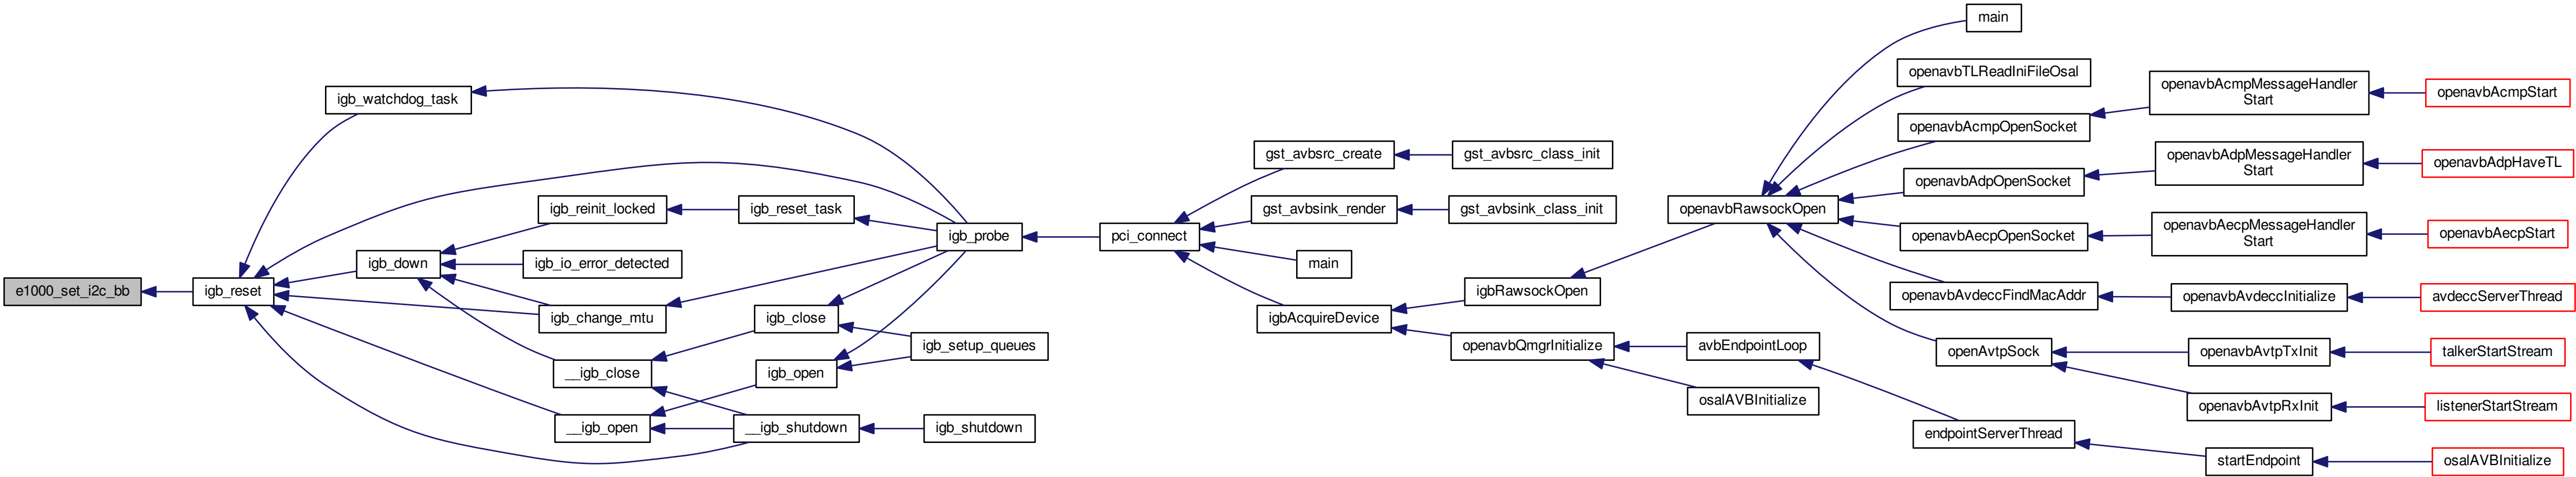 e1000_set_i2c_bb
igb_reset
igb_watchdog_task
igb_down
igb_reinit_locked
igb_io_error_detected
igb_change_mtu
__igb_close
__igb_open
igb_reset_task
igb_close
igb_open
__igb_shutdown
igb_probe
igb_setup_queues
igb_shutdown
pci_connect
gst_avbsrc_create
gst_avbsink_render
main
igbAcquireDevice
gst_avbsrc_class_init
gst_avbsink_class_init
igbRawsockOpen
openavbQmgrInitialize
openavbRawsockOpen
avbEndpointLoop
osalAVBInitialize
main
openavbTLReadIniFileOsal
openavbAcmpOpenSocket
openavbAdpOpenSocket
openavbAecpOpenSocket
openavbAvdeccFindMacAddr
openAvtpSock
endpointServerThread
openavbAcmpMessageHandler
Start
openavbAdpMessageHandler
Start
openavbAecpMessageHandler
Start
openavbAvdeccInitialize
openavbAvtpTxInit
openavbAvtpRxInit
startEndpoint
openavbAcmpStart
openavbAdpHaveTL
openavbAecpStart
avdeccServerThread
talkerStartStream
listenerStartStream
osalAVBInitialize